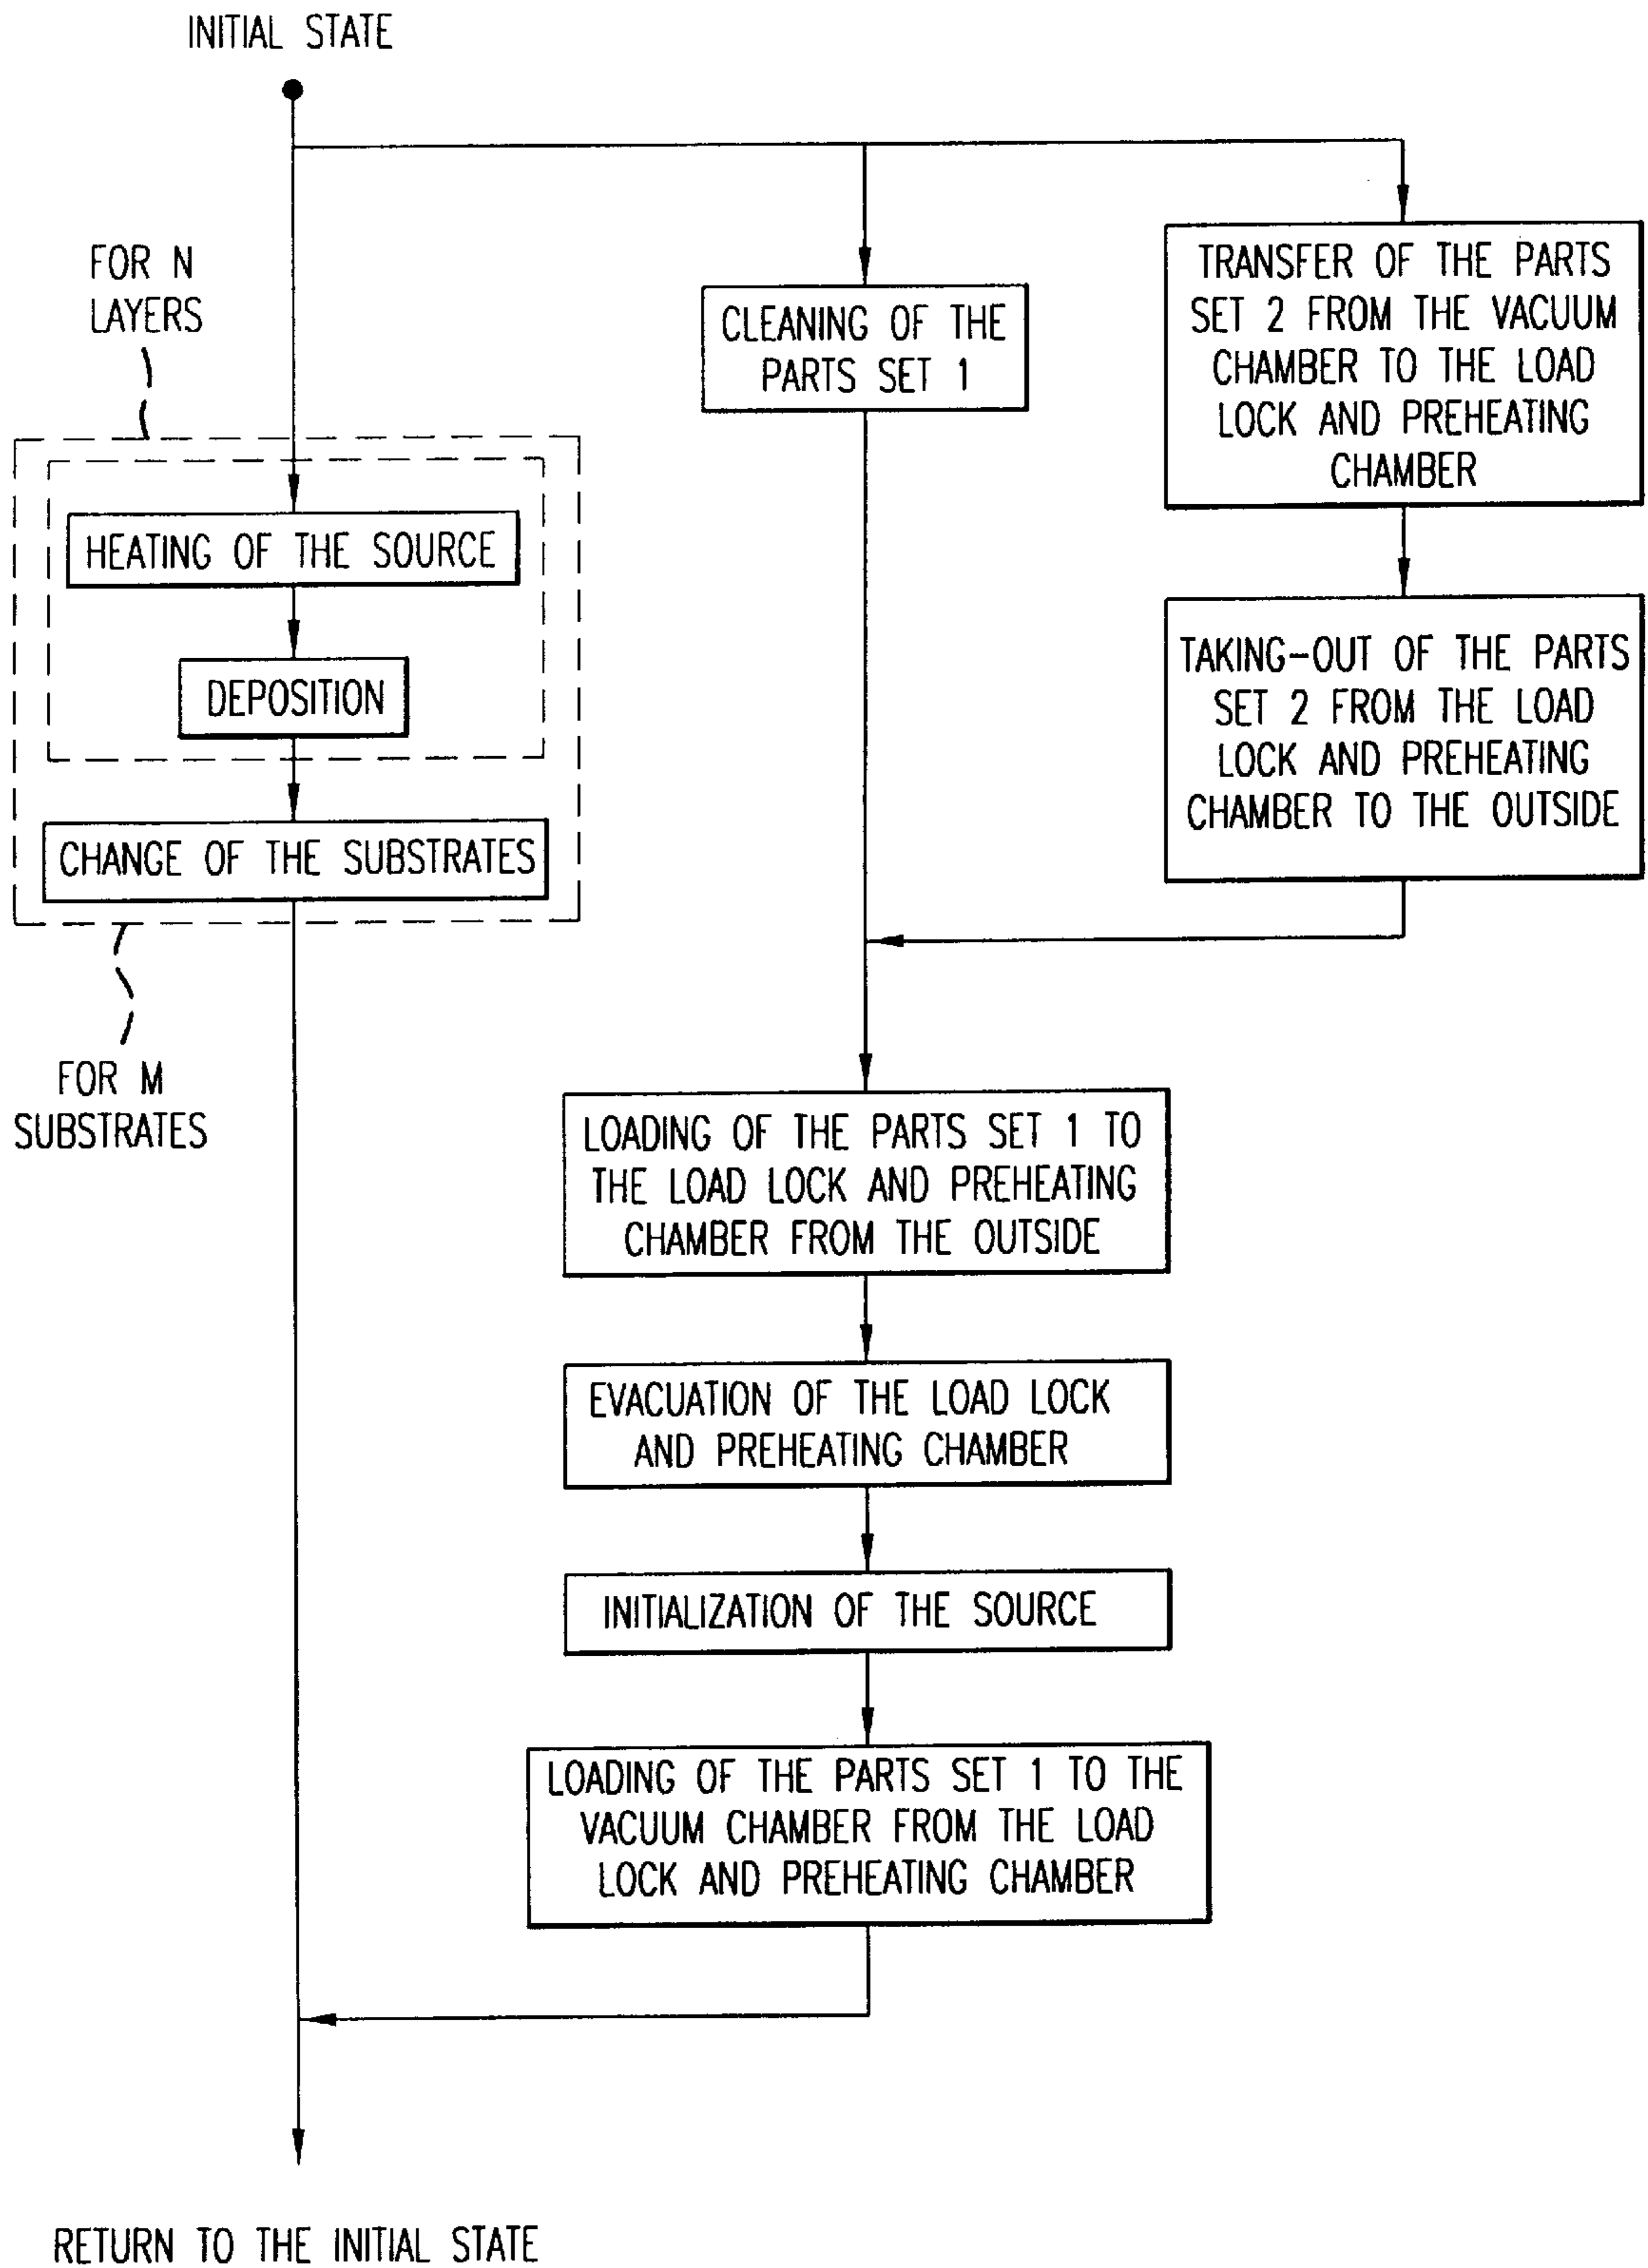 INITIAL STATE
FOR N
LAYERS
HEATING OF THE SOURCE
DEPOSITION
CHANGE OF THE SUBSTRATES
FOR M
SUBSTRATES
CLEANING OF THE
PARTS SET 1
TRANSFER OF THE PARTS
SET 2 FROM THE VACUUM
CHAMBER TO THE LOAD
LOCK AND PREHEATING
CHAMBER
TAKING-OUT OF THE PARTS
SET 2 FROM THE LOAD
LOCK AND PREHEATING
CHAMBER TO THE OUTSIDE
LOADING OF THE PARTS SET 1 TO
THE LOAD LOCK AND PREHEATING
CHAMBER FROM THE OUTSIDE
EVACUATION OF THE LOAD LOCK
AND PREHEATING CHAMBER
INITIALIZATION OF THE SOURCE
LOADING OF THE PARTS SET 1 TO THE
VACUUM CHAMBER FROM THE LOAD
LOCK AND PREHEATING CHAMBER
RETURN TO THE INITIAL STATE